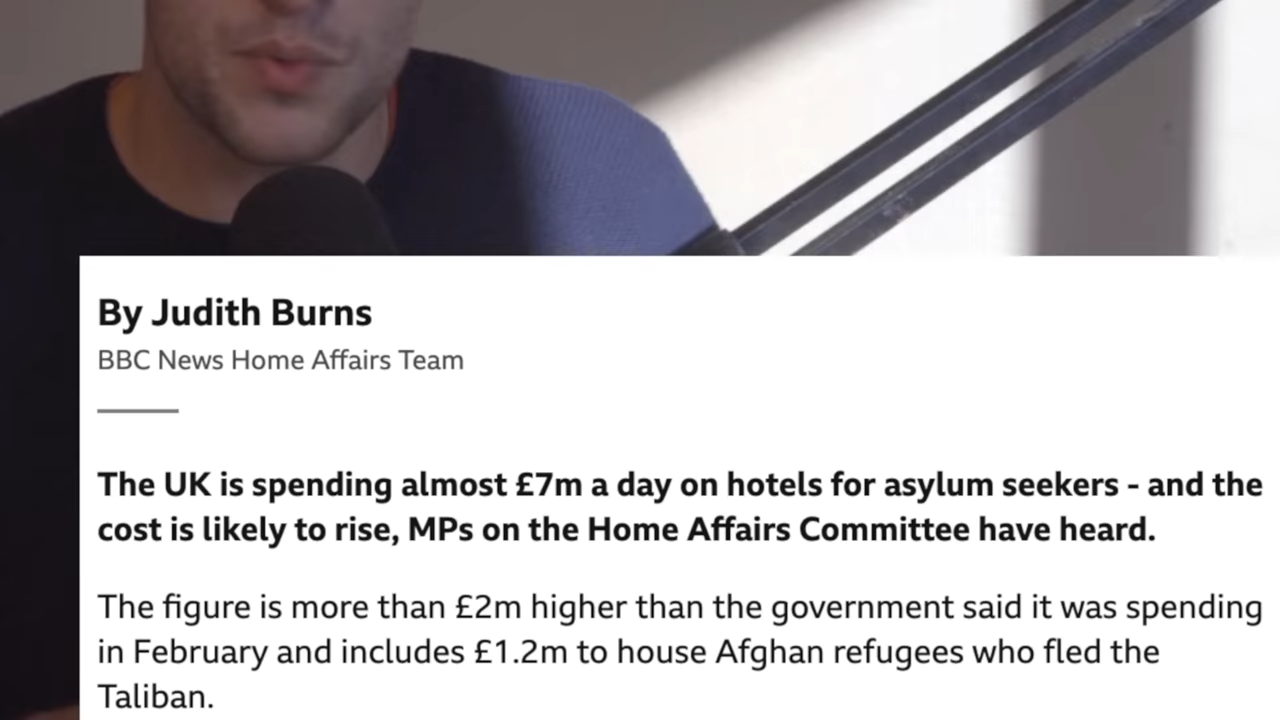 By Judith Burns
BBC News Home Affairs Team
The UK is spending almost £7m a day on hotels for asylum seekers - and the
cost is likely to rise, MPs on the Home Affairs Committee have heard.
The figure is more than £2m higher than the government said it was spending
in February and includes £1.2m to house Afghan refugees who fled the
Taliban.